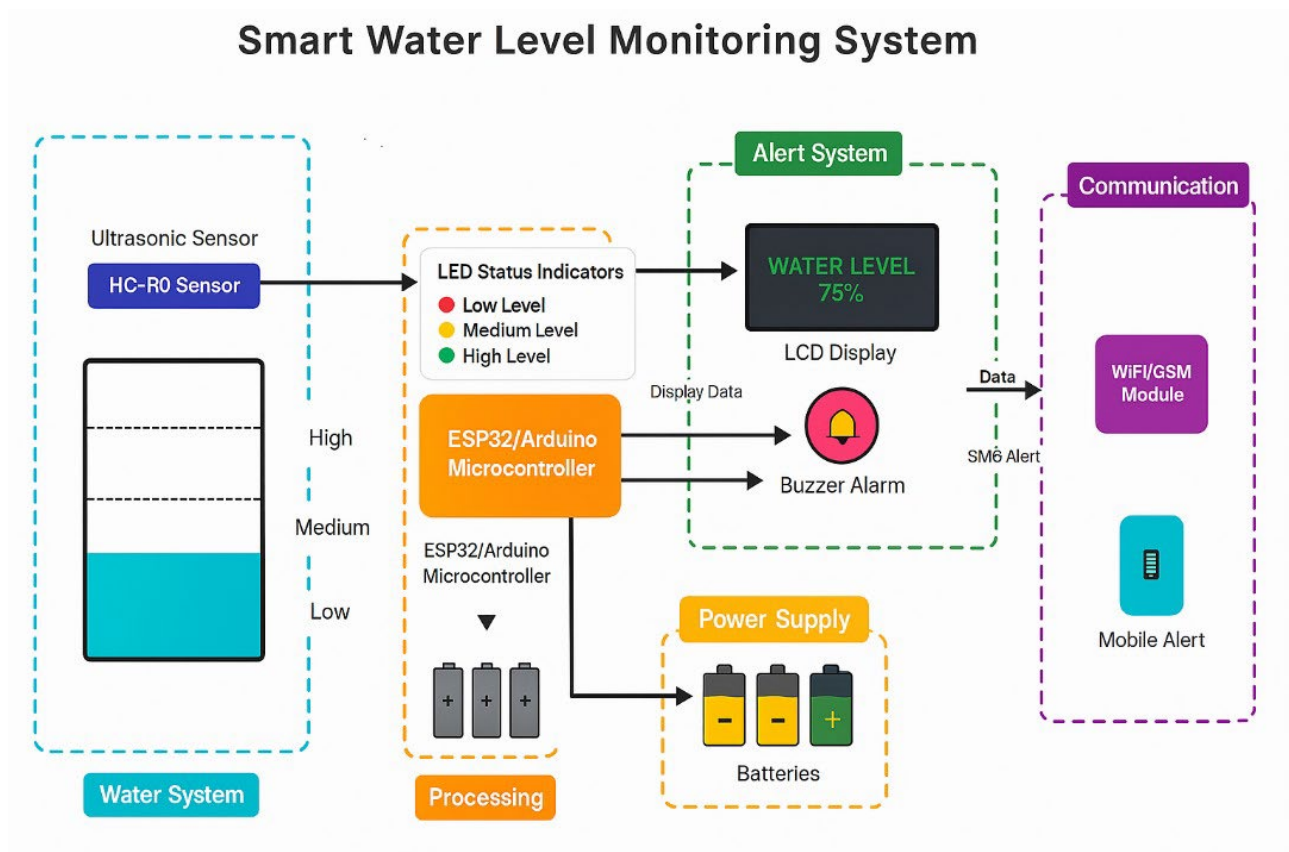 Smart Water Level Monitoring System
Ultrasonic Sensor
HC-R0 Sensor
High
Medium
Low
Water System
LED Status Indicators
Low Level
Medium Level
High Level
ESP32/Arduino
Microcontroller
ESP32/Arduino
Microcontroller
+ + +
Processing
Alert System
WATER LEVEL
75%
LCD Display
Display Data
Buzzer Alarm
Power Supply
- - +
Batteries
Data
SM6 Alert
Communication
WiFI/GSM
Module
Mobile Alert